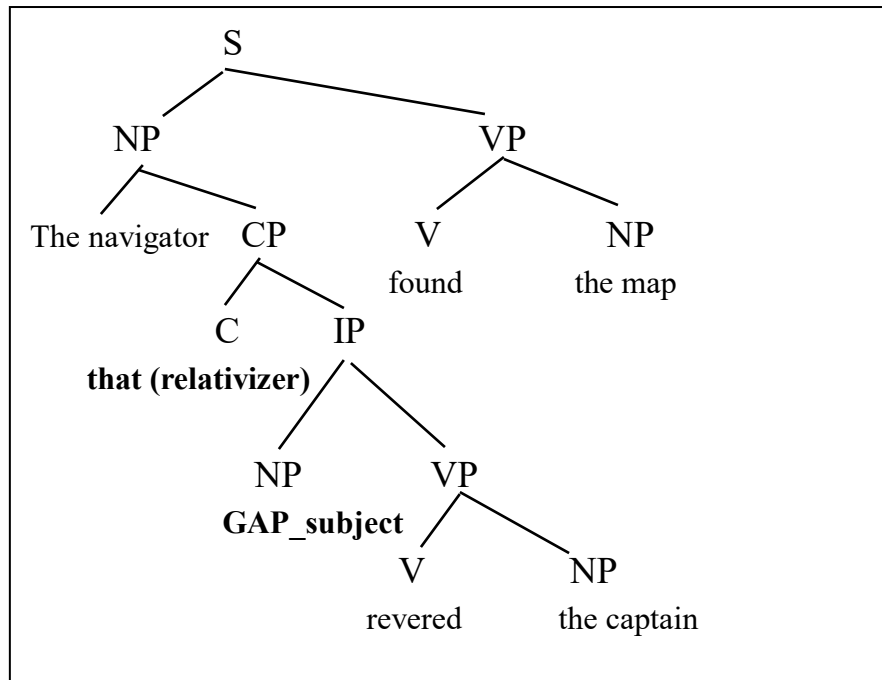 S
NP VP
The navigator CP V NP
found the map
C IP
that (relativizer)
NP VP
GAP_subject
V NP
revered the captain